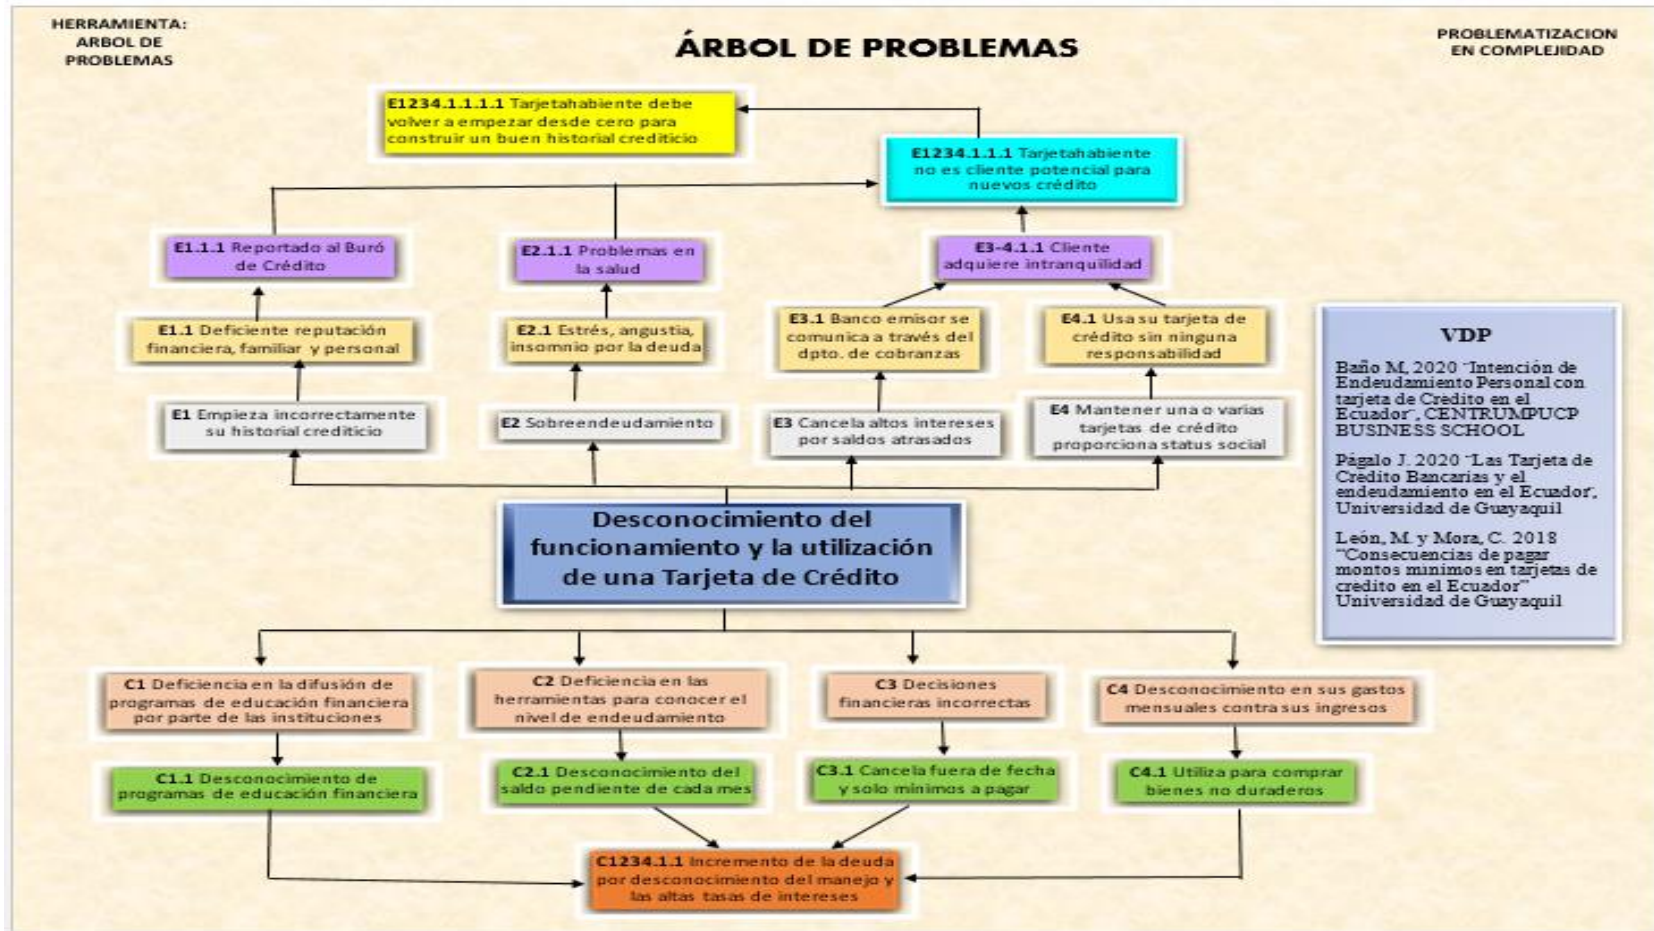 HERRAMIENTA:
ARBOL DE
PROBLEMAS
ÁRBOL DE PROBLEMAS
PROBLEMATIZACION
EN COMPLEJIDAD
E1234.1.1.1.1 Tarjetahabiente debe
volver a empezar desde cero para
construir un buen historial crediticio
E1234.1.1.1 Tarjetahabiente
no es cliente potencial para
nuevos crédito
E1.1.1 Reportado al Buró
de Crédito
E2.1.1 Problemas en
la salud
E3-4.1.1 Cliente
adquiere intranquilidad
E1.1 Deficiente reputación
financiera, familiar y personal
E2.1 Estrés, angustia,
insomnio por la deuda
E3.1 Banco emisor se
comunica a través del
dpto. de cobranzas
E4.1 Usa su tarjeta de
crédito sin ninguna
responsabilidad
E1 Empieza incorrectamente
su historial crediticio
E2 Sobreendeudamiento
E3 Cancela altos intereses
por saldos atrasados
E4 Mantener una o varias
tarjetas de crédito
proporciona status social
Desconocimiento del
funcionamiento y la utilización
de una Tarjeta de Crédito
VDP
Baño M, 2020 "Intención de
Endeudamiento Personal con
tarjeta de Credito en el
Ecuador", CENTRUMPUCP
BUSINESS SCHOOL
Págalo J. 2020 "Las Tarjeta de
Credito Bancarias y el
endeudamiento en el Ecuador",
Universidad de Guayaquil
León, M. y Mora, C. 2018
"Consecuencias de pagar
montos minimos en tarjetas de
credito en el Ecuador"
Universidad de Guayaquil
C1 Deficiencia en la difusión de
programas de educación financiera
por parte de las instituciones
C2 Deficiencia en las
herramientas para conocer el
nivel de endeudamiento
C3 Decisiones
financieras incorrectas
C4 Desconocimiento en sus gastos
mensuales contra sus ingresos
C1.1 Desconocimiento de
programas de educación financiera
C2.1 Desconocimiento del
saldo pendiente de cada mes
C3.1 Cancela fuera de fecha
y solo mínimos a pagar
C4.1 Utiliza para comprar
bienes no duraderos
C1234.1.1 Incremento de la deuda
por desconocimiento del manejo y
las altas tasas de intereses